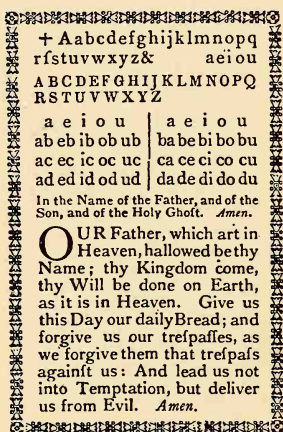 ✝ Aabcdefghijklmnopq
rſstuvwxyz& aeiou
ABCDEFGHIJKLMNOPQ
RSTUVWXYZ
a e i o u a e i o u
ab eb ib ob ub ba be bi bo bu
ac ec ic oc uc ca ce ci co cu
ad ed id od ud da de di do du
In the Name of the Father, and of the
Son, and of the Holy Ghoſt. Amen.
OUR Father, which art in
Heaven, hallowed be thy
Name; thy Kingdom come,
thy Will be done on Earth,
as it is in Heaven. Give us
this Day our daily Bread; and
forgive us our treſpaſſes, as
we forgive them that treſpaſs
againſt us: And lead us not
into Temptation, but deliver
us from Evil. Amen.